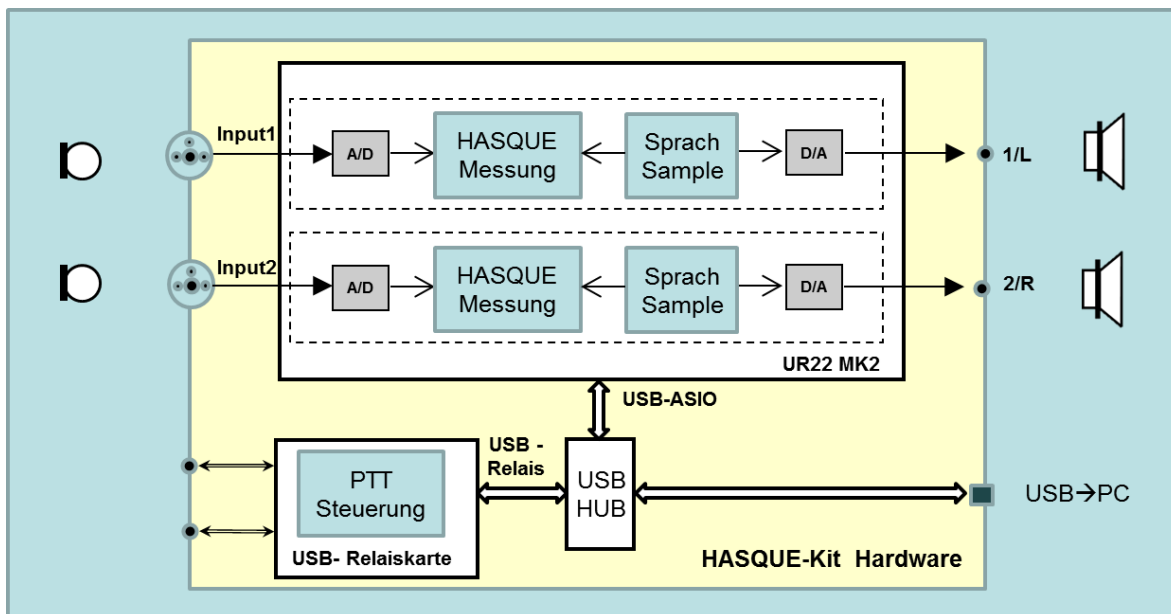 Input1
A/D
HASQUE
Messung
Sprach
Sample
D/A
1/L
Input2
A/D
HASQUE
Messung
Sprach
Sample
D/A
2/R
UR22 MK2
USB-ASIO
USB -
Relais
PTT
Steuerung
USB
HUB
USB→PC
USB- Relaiskarte
HASQUE-Kit Hardware